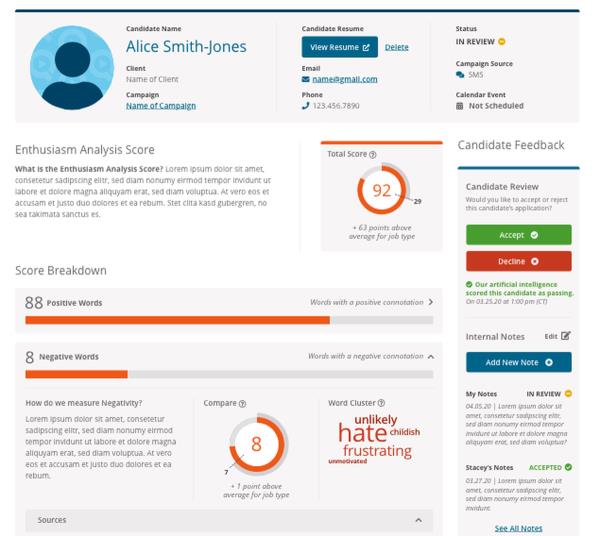 Candidate Name
Alice Smith-Jones
Client
Name of Client
Campaign
Name of Campaign
Candidate Resume
View Resume
Delete
Email
name@gmail.com
Phone
123.456.7890
Status
IN REVIEW
Campaign Source
SMS
Calendar Event
Not Scheduled
Enthusiasm Analysis Score
What is the Enthusiasm Analysis Score? Lorem ipsum dolor sit amet,
consetetur sadipscing elitr, sed diam nonumy eirmod tempor invidunt ut
labore et dolore magna aliquyam erat, sed diam voluptua. At vero eos et
accusam et justo duo dolores et ea rebum. Stet clita kasd gubergren, no
sea takimata sanctus es.
Total Score
92
29
+ 63 points above
average for job type
Score Breakdown
88 Positive Words
Words with a positive connotation
8 Negative Words
Words with a negative connotation
How do we measure Negativity?
Lorem ipsum dolor sit amet, consetetur
sadipscing elitr, sed diam nonumy eirmod
tempor invidunt ut labore et dolore magna
aliquyam erat, sed diam voluptua. At vero
eos et accusam et justo duo dolores et ea
rebum.
Compare
8
7
+ 1 point above
average for job type
Word Cluster
unlikely
hate childish
frustrating
unmotivated
Sources
Candidate Feedback
Candidate Review
Would you like to accept or reject
this candidate's application?
Accept
Decline
Our artificial intelligence
scored this candidate as passing.
On 03.25.20 at 1:00 pm (CT)
Internal Notes
Edit
Add New Note
My Notes
IN REVIEW
04.05.20 | Lorem ipsum dolor sit
amet, consetetur sadipscing elitr,
sed diam nonumy eirmod tempor
invidunt ut labore et dolore magna
aliquyam erat, sed diam voluptua?
Stacey's Notes
ACCEPTED
03.27.20 | Lorem ipsum dolor sit
amet, consetetur sadipscing elitr,
sed diam nonumy eirmod tempor
invidunt.
See All Notes